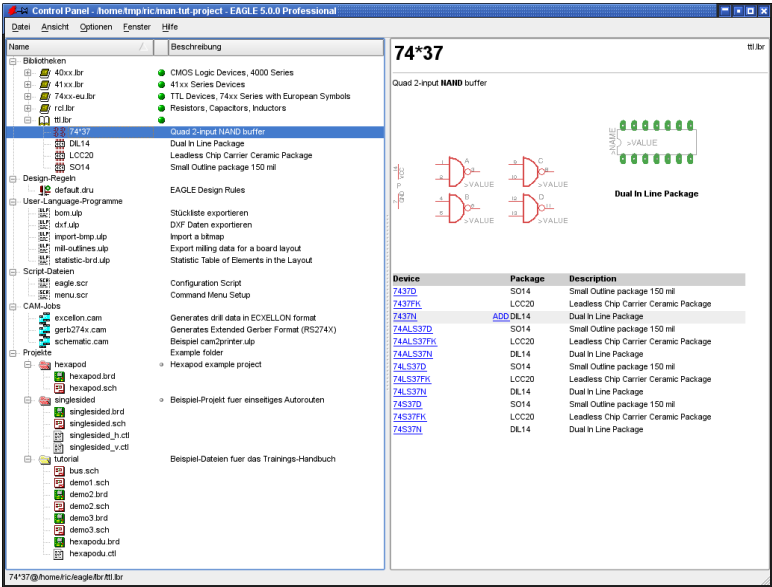 Control Panel - /home/tmp/ric/man-tut-project - EAGLE 5.0.0 Professional
Datei Ansicht Optionen Fenster Hilfe
Name Beschreibung
Bibliotheken
40xx.lbr CMOS Logic Devices, 4000 Series
41xx.lbr 41xx Series Devices
74xx-eu.lbr TTL Devices, 74xx Series with European Symbols
rcl.lbr Resistors, Capacitors, Inductors
ttl.lbr
74*37 Quad 2-input NAND buffer
DIL14 Dual In Line Package
LCC20 Leadless Chip Carrier Ceramic Package
SO14 Small Outline package 150 mil
Design-Regeln
default.dru EAGLE Design Rules
User-Language-Programme
bom.ulp Stückliste exportieren
dxf.ulp DXF Daten exportieren
import-bmp.ulp Import a bitmap
mill-outlines.ulp Export milling data for a board layout
statistic-brd.ulp Statistic Table of Elements in the Layout
Script-Dateien
eagle.scr Configuration Script
menu.scr Command Menu Setup
CAM-Jobs
excellon.cam Generates drill data in ECXELLON format
gerb274x.cam Generates Extended Gerber Format (RS274X)
schematic.cam Beispiel cam2printer.ulp
Projekte Example folder
hexapod Hexapod example project
hexapod.brd
hexapod.sch
singlesided Beispiel-Projekt fuer einseitiges Autorouten
singlesided.brd
singlesided.sch
singlesided_h.ctl
singlesided_v.ctl
tutorial Beispiel-Dateien fuer das Trainings-Handbuch
bus.sch
demo1.sch
demo2.brd
demo2.sch
demo3.brd
demo3.sch
hexapodu.brd
hexapodu.ctl
74*37 ttl.lbr
Quad 2-input NAND buffer
>NAME
>VALUE
A C
>VALUE >VALUE
B D
>VALUE >VALUE
VCC
P
GND
Dual In Line Package
Device Package Description
7437D SO14 Small Outline package 150 mil
7437FK LCC20 Leadless Chip Carrier Ceramic Package
7437N ADD DIL14 Dual In Line Package
74ALS37D SO14 Small Outline package 150 mil
74ALS37FK LCC20 Leadless Chip Carrier Ceramic Package
74ALS37N DIL14 Dual In Line Package
74LS37D SO14 Small Outline package 150 mil
74LS37FK LCC20 Leadless Chip Carrier Ceramic Package
74LS37N DIL14 Dual In Line Package
74S37D SO14 Small Outline package 150 mil
74S37FK LCC20 Leadless Chip Carrier Ceramic Package
74S37N DIL14 Dual In Line Package
74*37@/home/ric/eagle/lbr/ttl.lbr